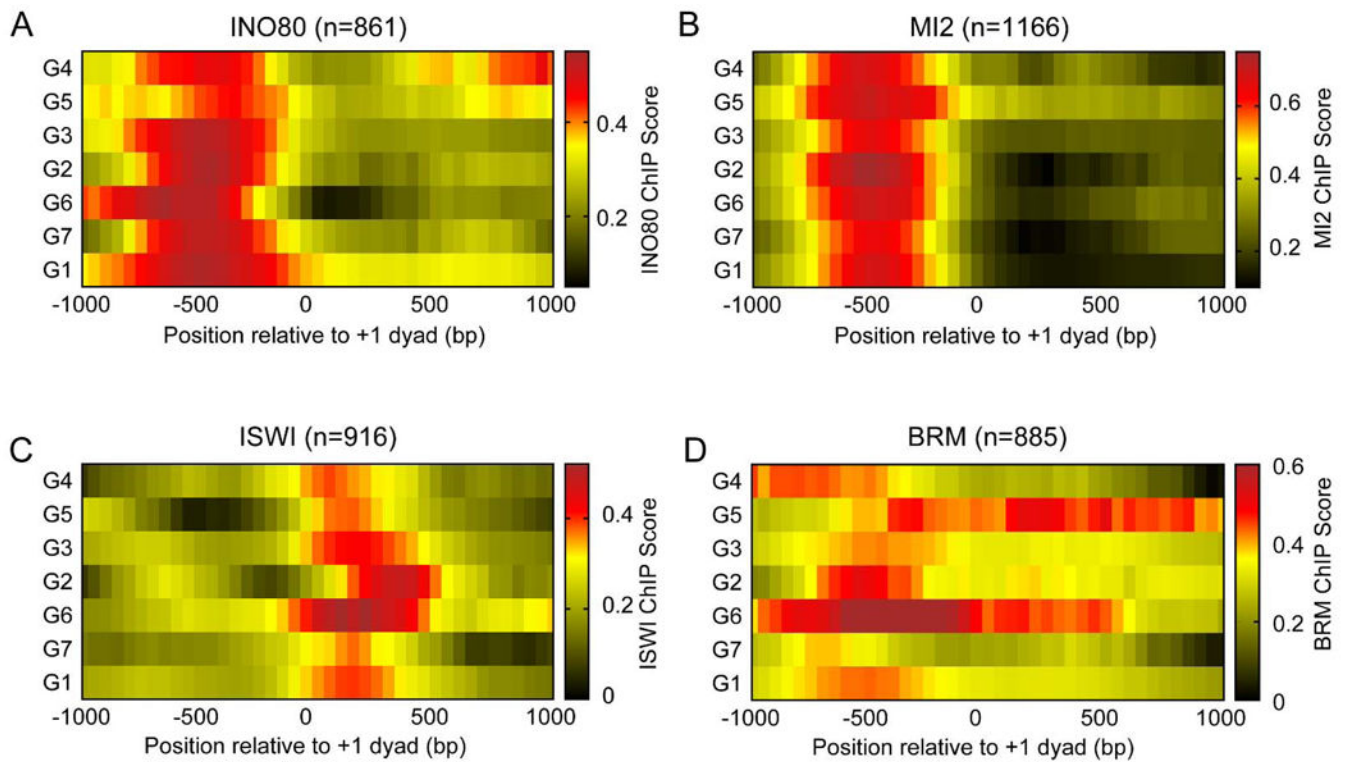 A
INO80 (n=861)
G4
G5
G3
G2
G6
G7
G1
-1000 -500 0 500 1000
Position relative to +1 dyad (bp)
0.4
0.2
INO80 ChIP Score
B
MI2 (n=1166)
G4
G5
G3
G2
G6
G7
G1
-1000 -500 0 500 1000
Position relative to +1 dyad (bp)
0.6
0.4
0.2
MI2 ChIP Score
C
ISWI (n=916)
G4
G5
G3
G2
G6
G7
G1
-1000 -500 0 500 1000
Position relative to +1 dyad (bp)
0.4
0.2
0
ISWI ChIP Score
D
BRM (n=885)
G4
G5
G3
G2
G6
G7
G1
-1000 -500 0 500 1000
Position relative to +1 dyad (bp)
0.6
0.4
0.2
0
BRM ChIP Score